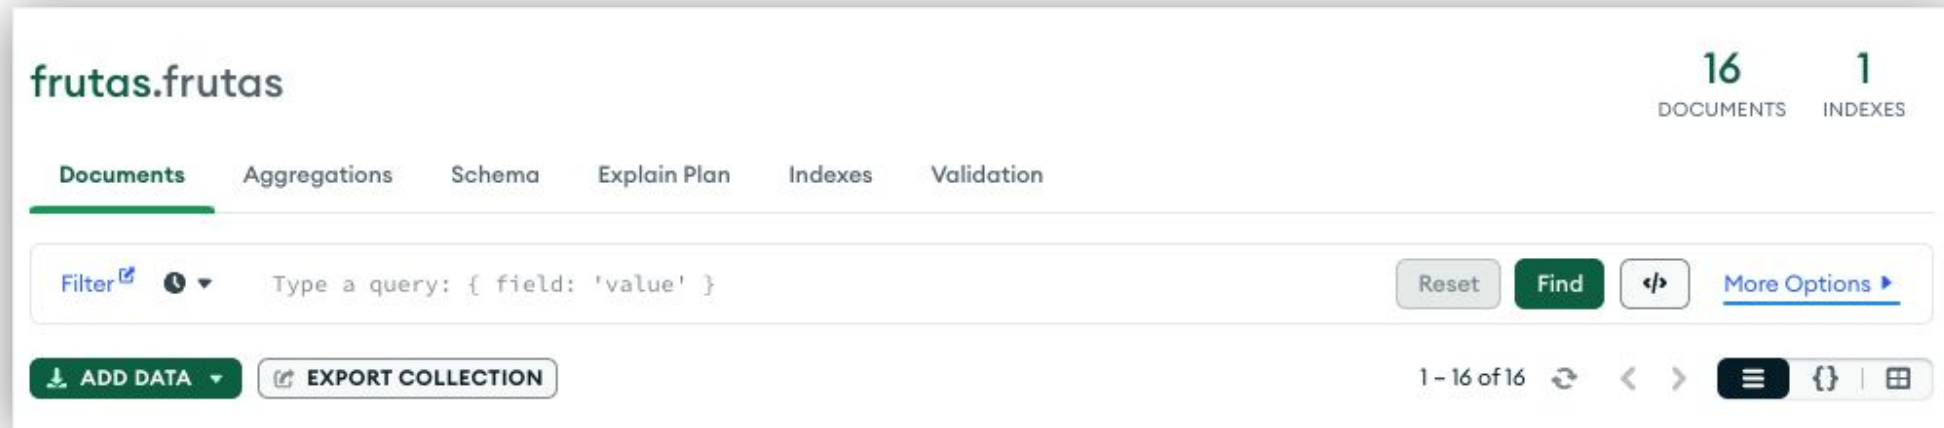 frutas.frutas
16 1
DOCUMENTS INDEXES
Documents Aggregations Schema Explain Plan Indexes Validation
Filter Type a query: { field: 'value' } Reset Find </> More Options
ADD DATA EXPORT COLLECTION 1 – 16 of 16 {}